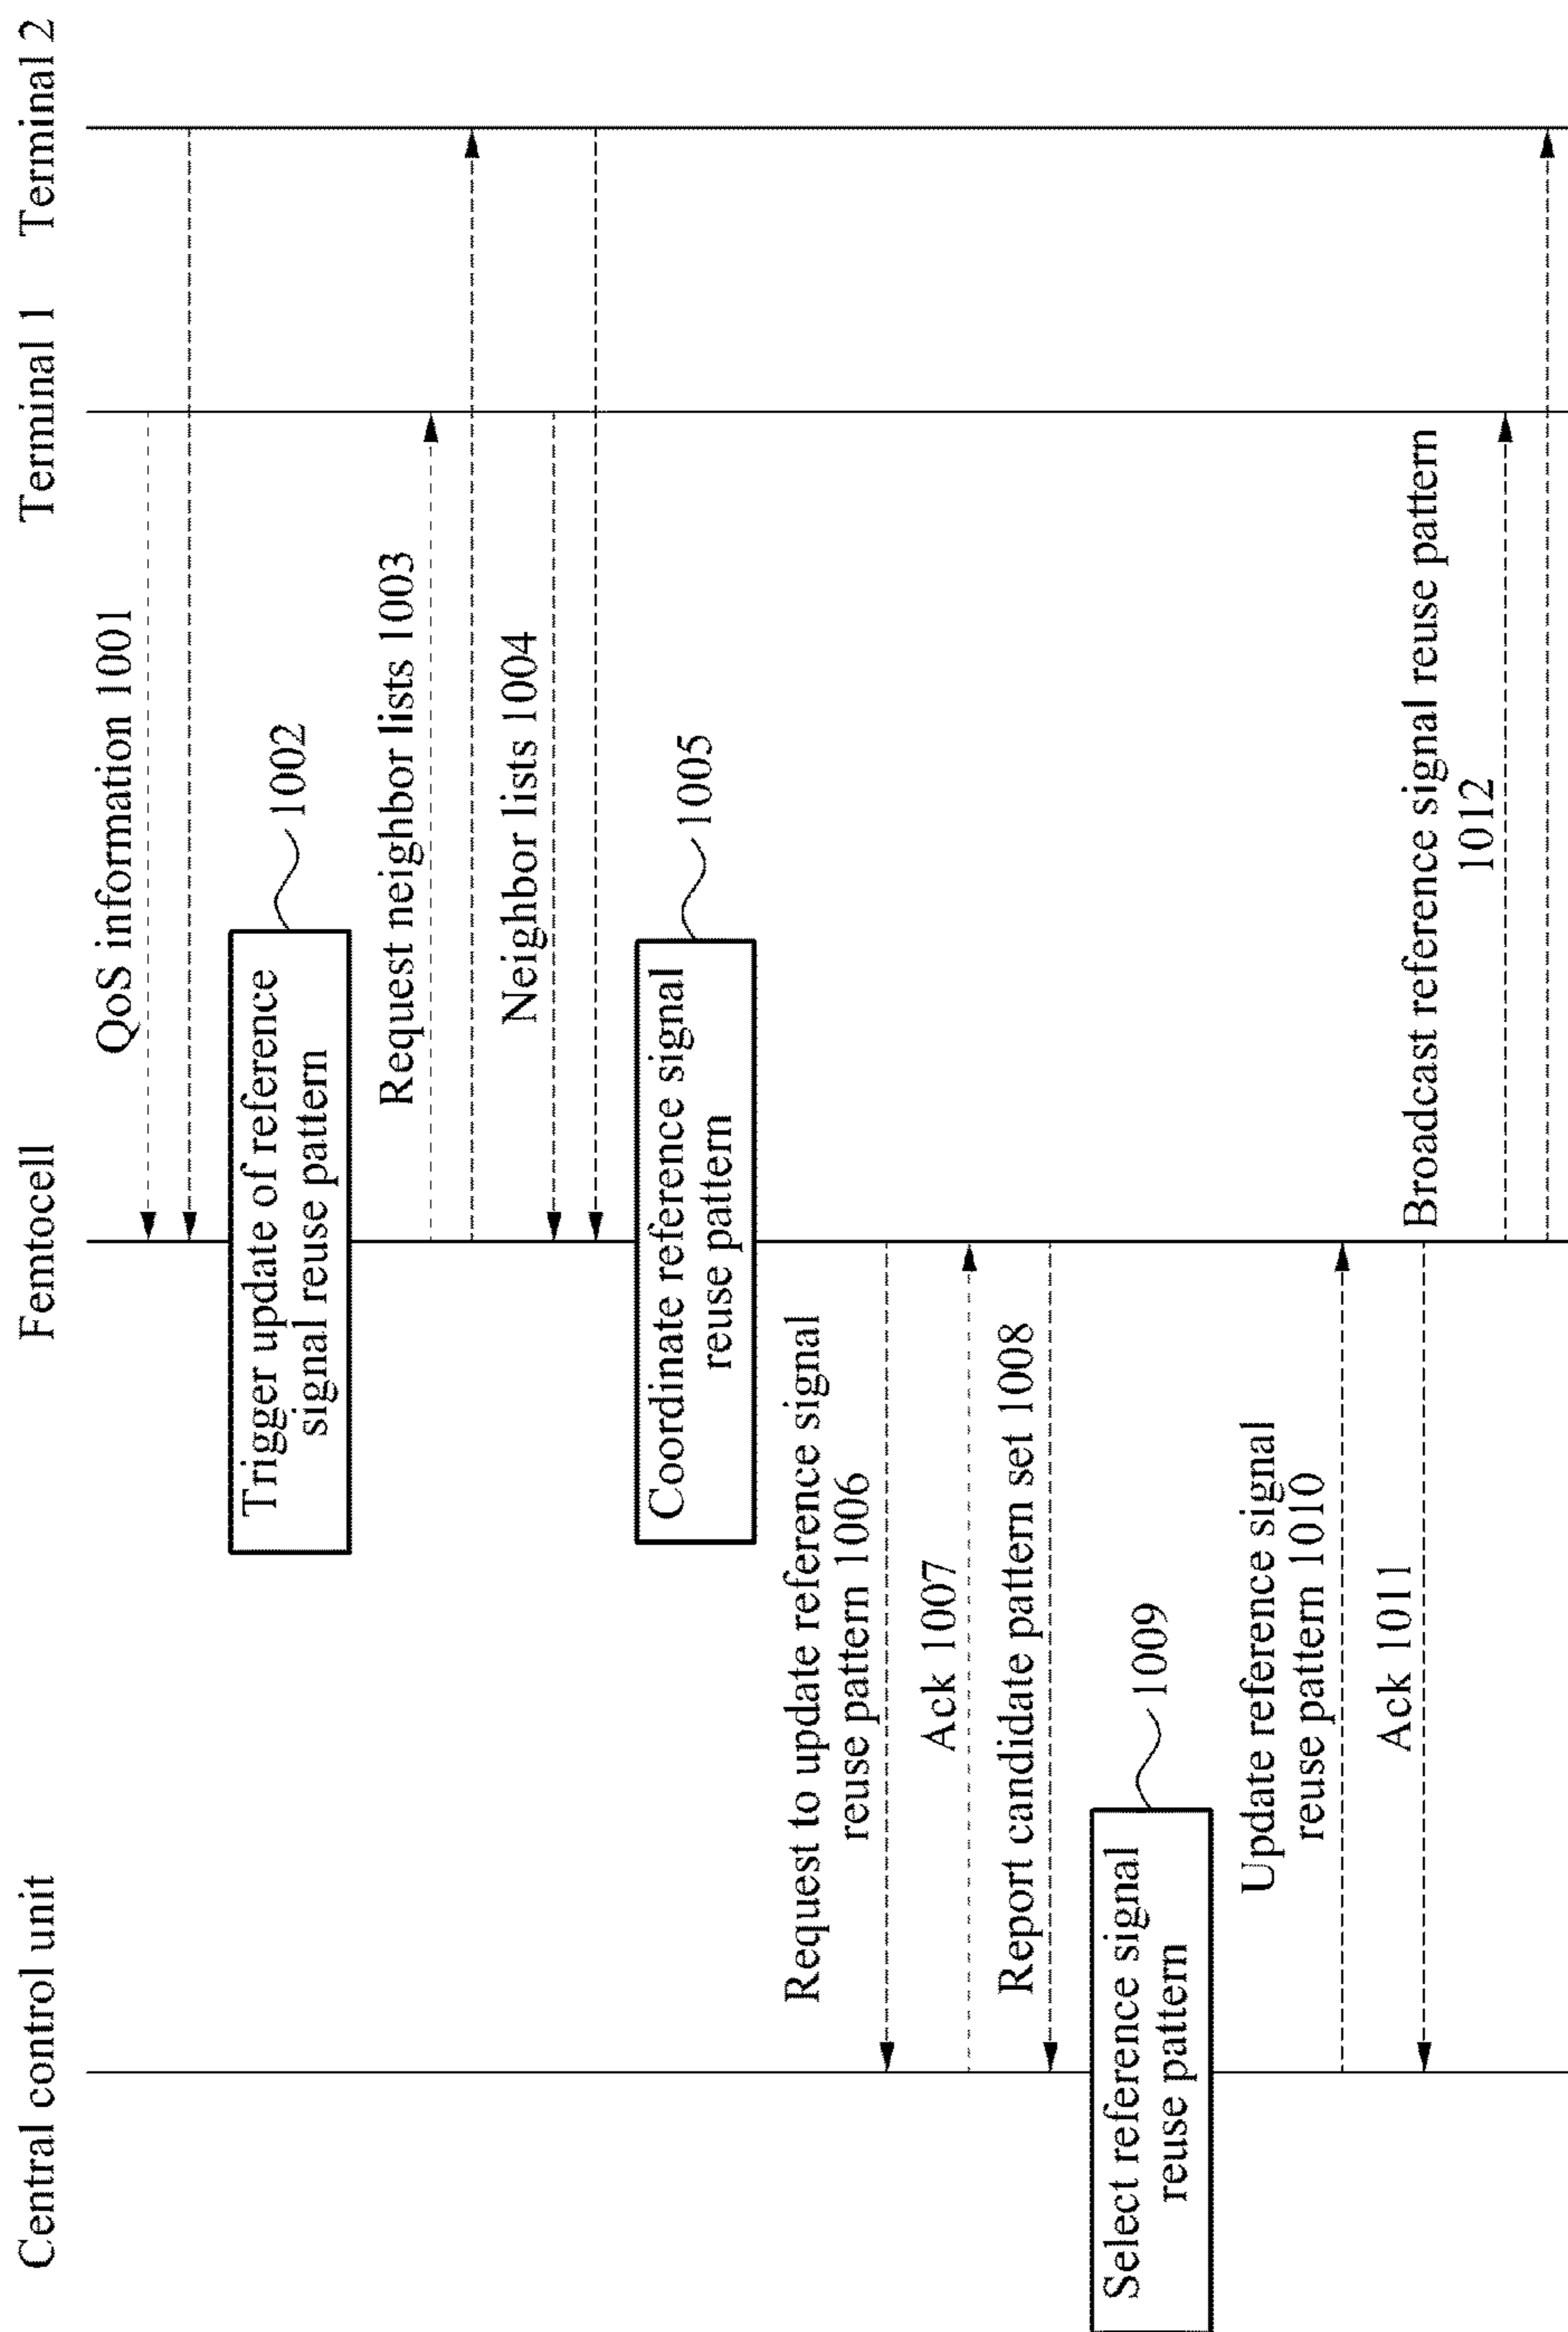 Central control unit
Femtocell
Terminal 1
Terminal 2
QoS information 1001
Trigger update of reference
signal reuse pattern
1002
Request neighbor lists 1003
Neighbor lists 1004
Coordinate reference signal
reuse pattern
1005
Request to update reference signal
reuse pattern 1006
Ack 1007
Report candidate pattern set 1008
Select reference signal
reuse pattern
1009
Update reference signal
reuse pattern 1010
Ack 1011
Broadcast reference signal reuse pattern
1012